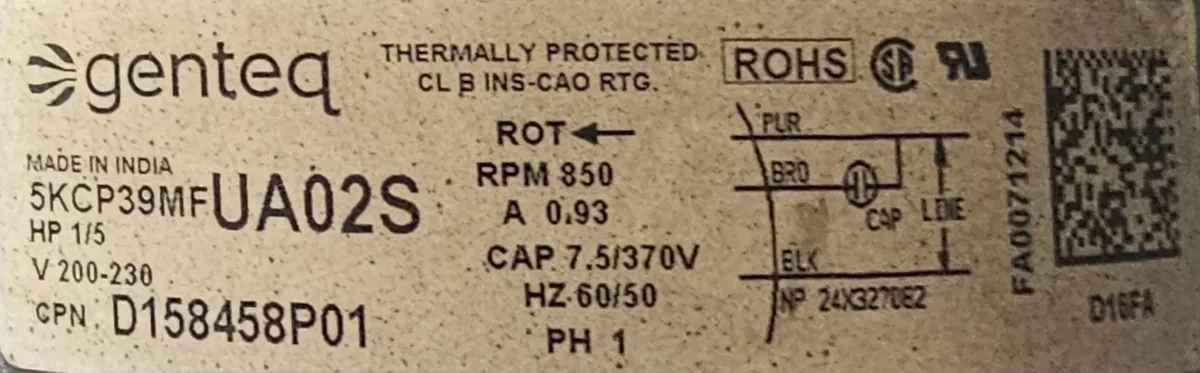 genteq
THERMALLY PROTECTED
CL B INS-CAO RTG.
ROHS
MADE IN INDIA
5KCP39MFUA02S
HP 1/5
V 200-230
CPN D158458P01
ROT
RPM 850
A 0.93
CAP 7.5/370V
HZ 60/50
PH 1
PUR
BRO
CAP
LINE
BLK
NP 24X3270E2
FA0071214
D16FA